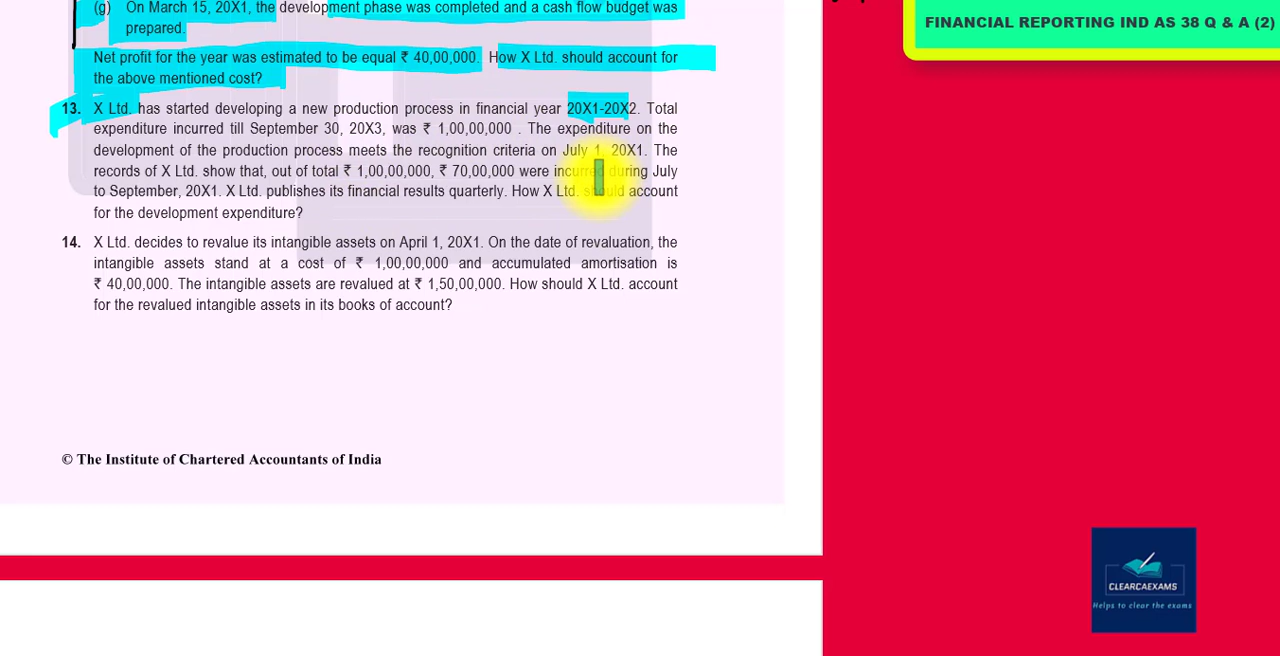 (g) On March 15, 20X1, the development phase was completed and a cash flow budget was
prepared.
Net profit for the year was estimated to be equal ₹ 40,00,000. How X Ltd. should account for
the above mentioned cost?
13. X Ltd. has started developing a new production process in financial year 20X1-20X2. Total
expenditure incurred till September 30, 20X3, was ₹ 1,00,00,000 . The expenditure on the
development of the production process meets the recognition criteria on July 1, 20X1. The
records of X Ltd. show that, out of total ₹ 1,00,00,000, ₹ 70,00,000 were incurred during July
to September, 20X1. X Ltd. publishes its financial results quarterly. How X Ltd. should account
for the development expenditure?
14. X Ltd. decides to revalue its intangible assets on April 1, 20X1. On the date of revaluation, the
intangible assets stand at a cost of ₹ 1,00,00,000 and accumulated amortisation is
₹ 40,00,000. The intangible assets are revalued at ₹ 1,50,00,000. How should X Ltd. account
for the revalued intangible assets in its books of account?
© The Institute of Chartered Accountants of India
FINANCIAL REPORTING IND AS 38 Q & A (2)
CLEARCAEXAMS
Helps to clear the exams